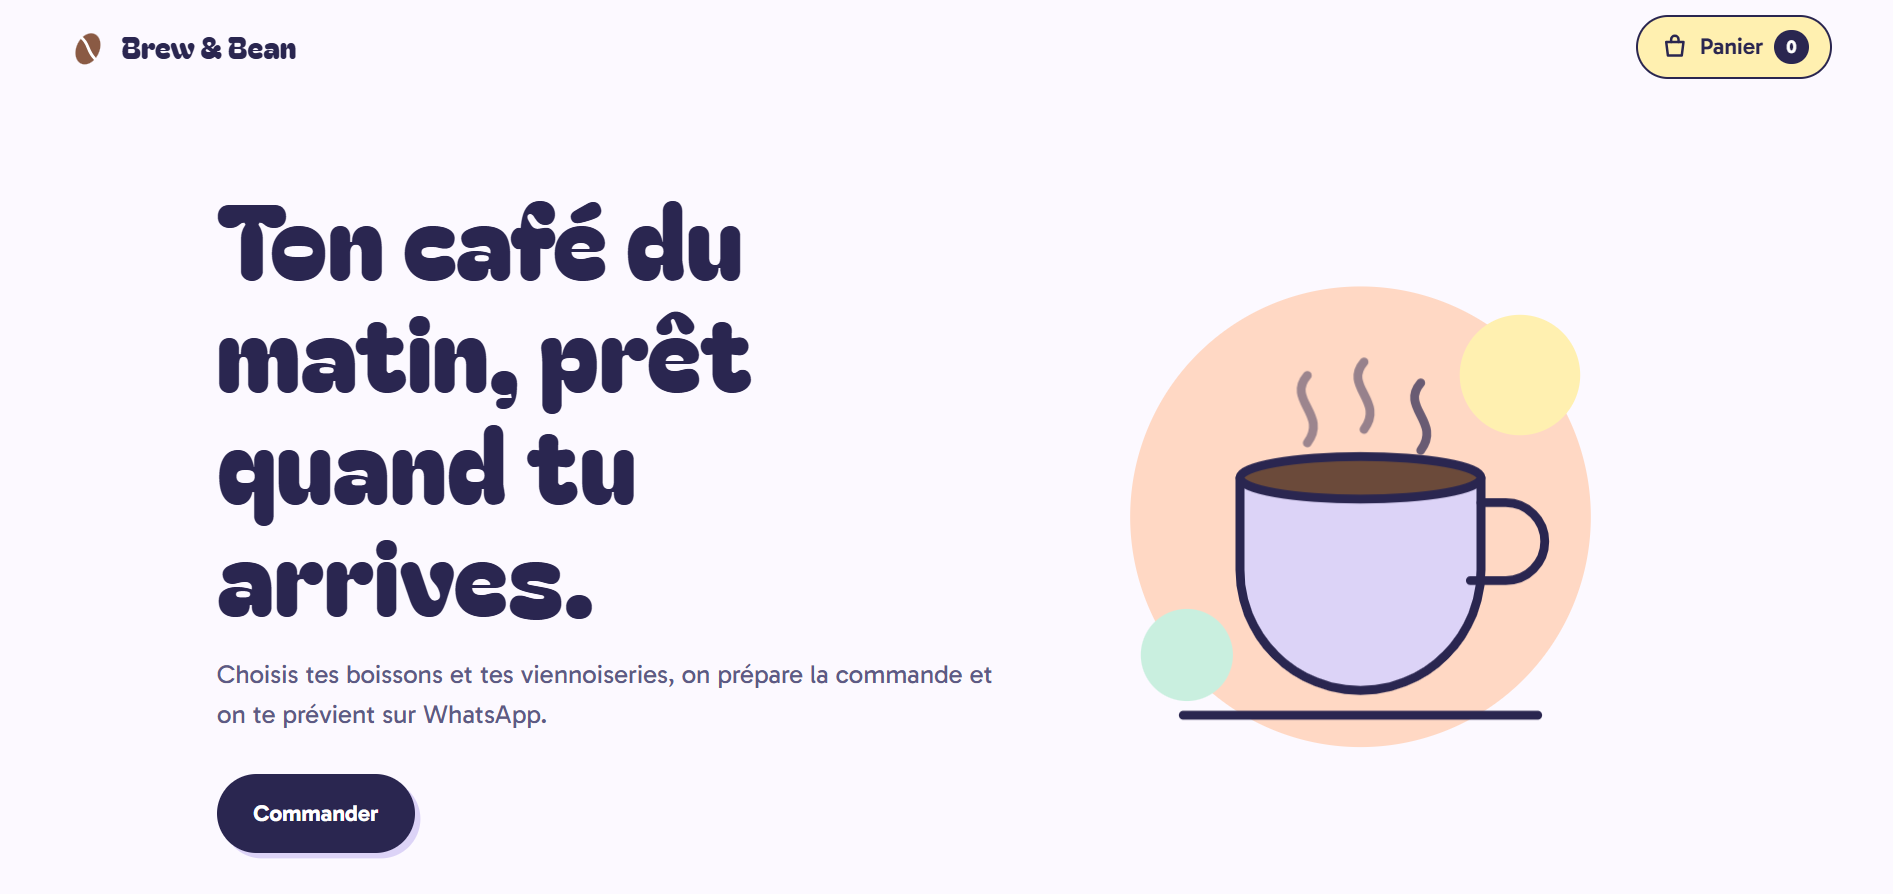 Brew & Bean
Panier 0
Ton café du
matin, prêt
quand tu
arrives.
Choisis tes boissons et tes viennoiseries, on prépare la commande et
on te prévient sur WhatsApp.
Commander